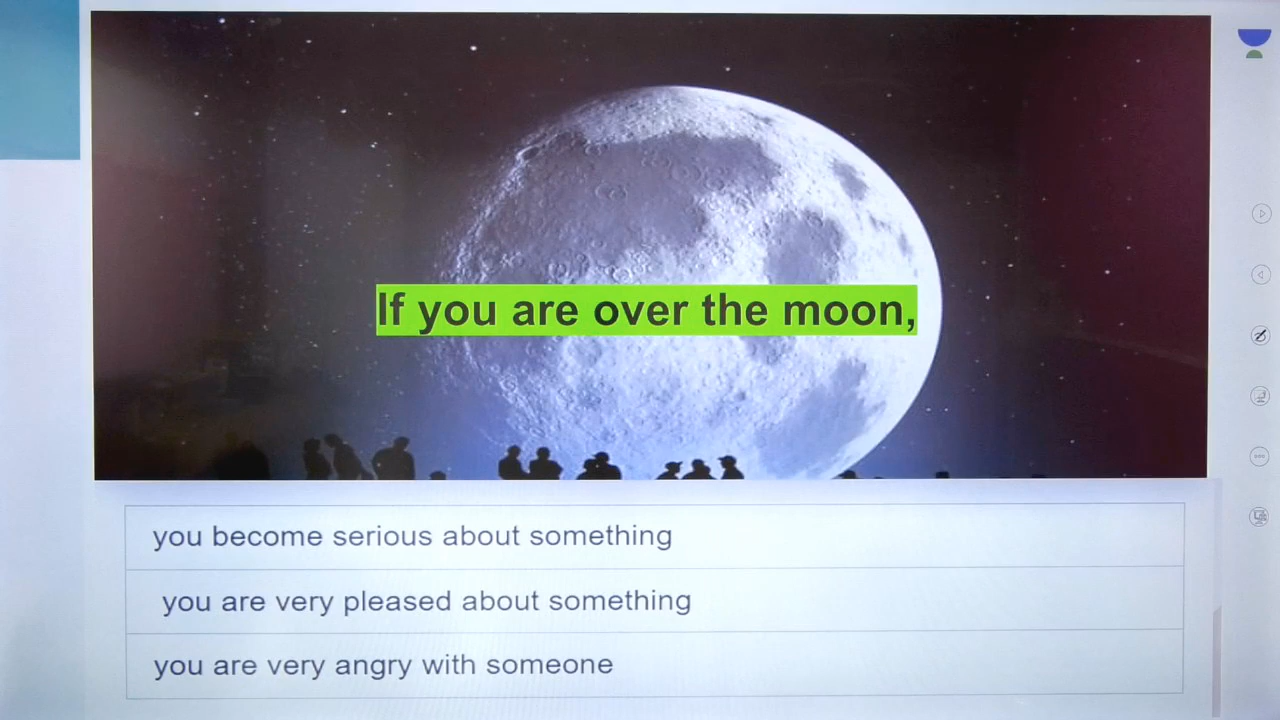 If you are over the moon,
you become serious about something
you are very pleased about something
you are very angry with someone